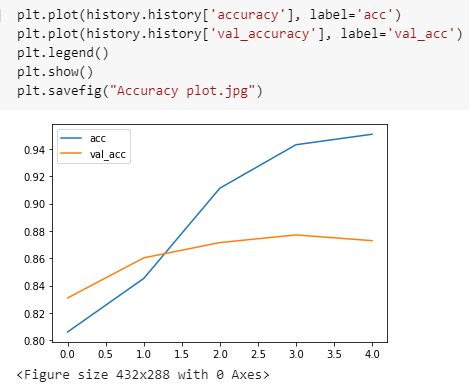 plt.plot(history.history['accuracy'], label='acc')
plt.plot(history.history['val_accuracy'], label='val_acc')
plt.legend()
plt.show()
plt.savefig("Accuracy plot.jpg")
acc
val_acc
0.94
0.92
0.90
0.88
0.86
0.84
0.82
0.80
0.0 0.5 1.0 1.5 2.0 2.5 3.0 3.5 4.0
<Figure size 432x288 with 0 Axes>